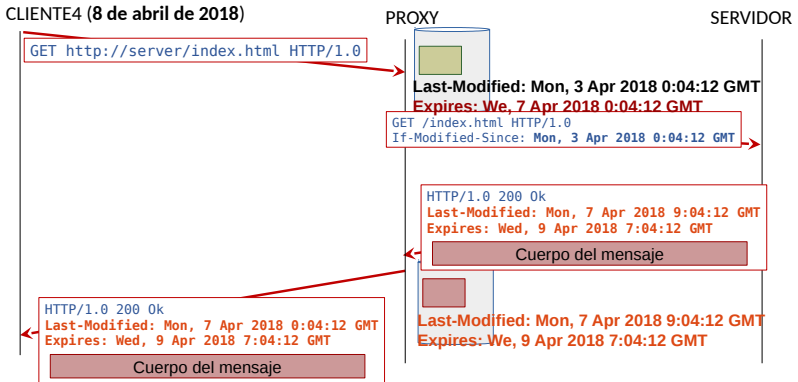 CLIENTE4 (8 de abril de 2018)
PROXY
SERVIDOR
GET http://server/index.html HTTP/1.0
Last-Modified: Mon, 3 Apr 2018 0:04:12 GMT
Expires: We, 7 Apr 2018 0:04:12 GMT
GET /index.html HTTP/1.0
If-Modified-Since: Mon, 3 Apr 2018 0:04:12 GMT
HTTP/1.0 200 Ok
Last-Modified: Mon, 7 Apr 2018 9:04:12 GMT
Expires: Wed, 9 Apr 2018 7:04:12 GMT
Cuerpo del mensaje
Last-Modified: Mon, 7 Apr 2018 9:04:12 GMT
Expires: We, 9 Apr 2018 7:04:12 GMT
HTTP/1.0 200 Ok
Last-Modified: Mon, 7 Apr 2018 0:04:12 GMT
Expires: Wed, 9 Apr 2018 7:04:12 GMT
Cuerpo del mensaje